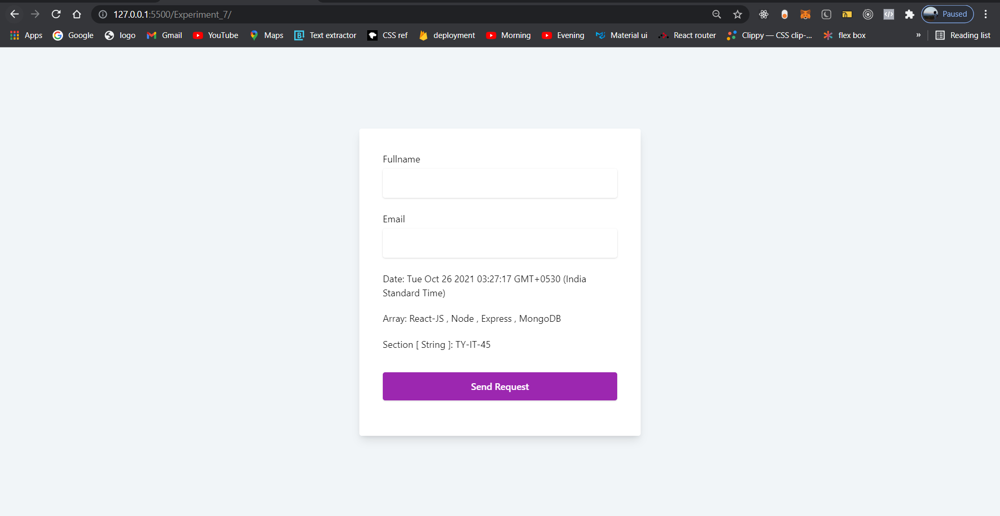 127.0.0.1:5500/Experiment_7/
Paused
Apps Google logo Gmail YouTube Maps Text extractor CSS ref deployment Morning Evening Material ui React router Clippy — CSS clip-... flex box » Reading list
Fullname
Email
Date: Tue Oct 26 2021 03:27:17 GMT+0530 (India
Standard Time)
Array: React-JS , Node , Express , MongoDB
Section [ String ]: TY-IT-45
Send Request